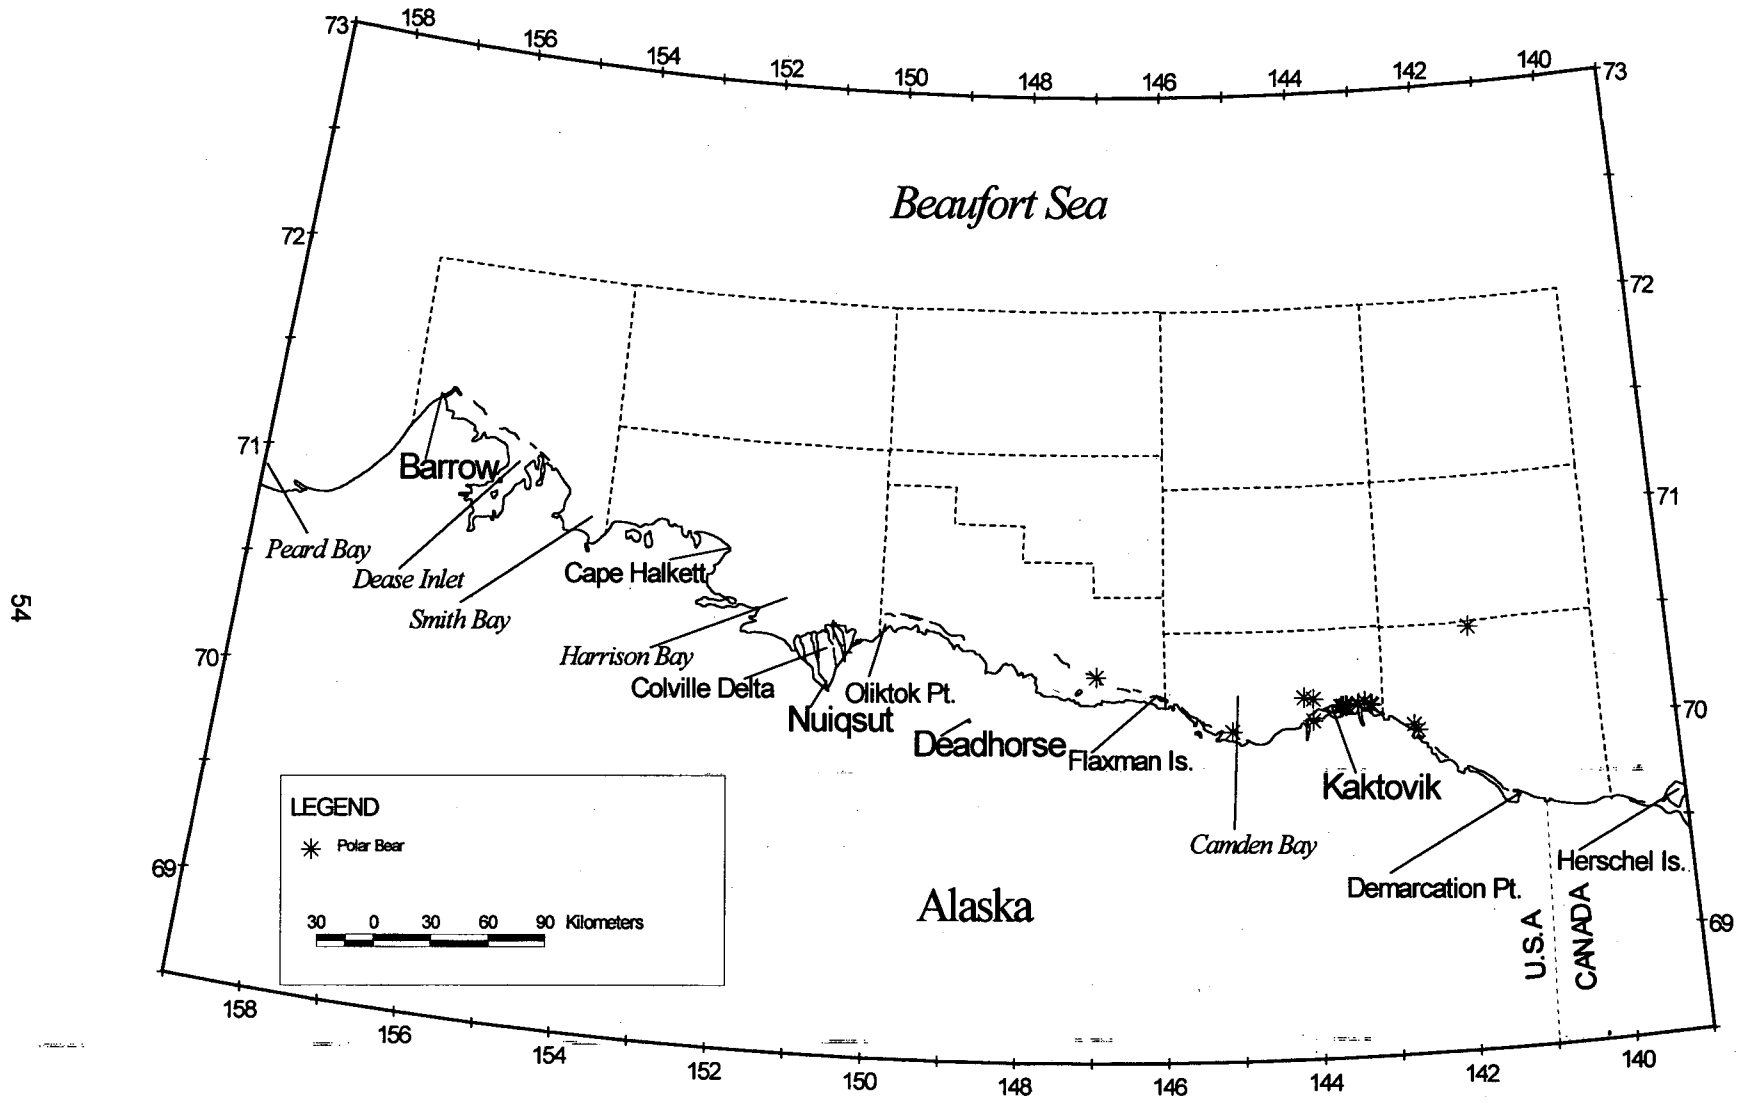 73
158
156
154
152
150
148
146
144
142
140
73
Beaufort Sea
72
72
71
Barrow
71
Peard Bay
Dease Inlet
Cape Halkett
Smith Bay
54
Harrison Bay
70
Colville Delta
Oliktok Pt.
Nuiqsut
70
Deadhorse
Flaxman Is.
Kaktovik
LEGEND
Polar Bear
Camden Bay
Herschel Is.
69
Demarcation Pt.
Alaska
30 0 30 60 90 Kilometers
U.S.A
CANADA
69
158
156
154
152
150
148
146
144
142
140